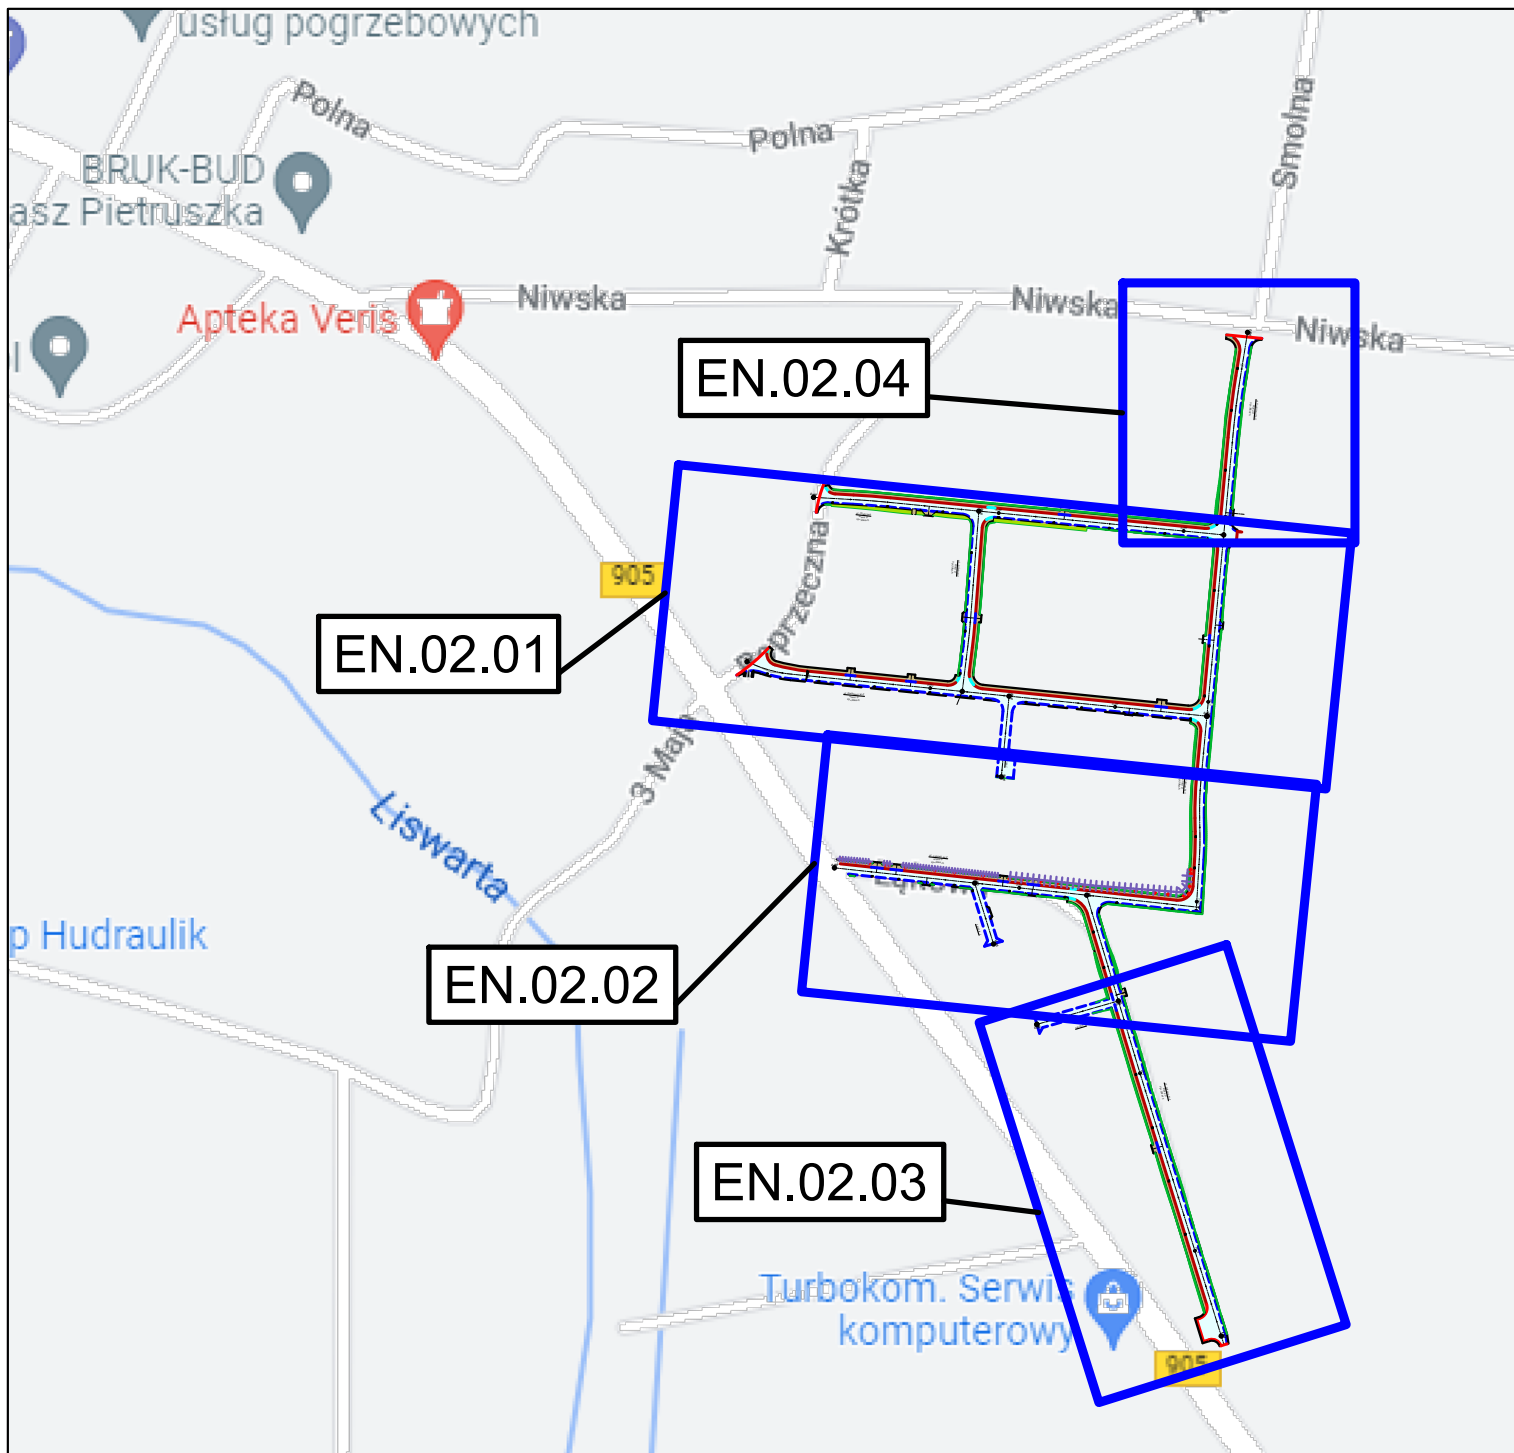 usług pogrzebowych
Polna
Polna
Smolna
BRUK-BUD
asz Pietruszka
Krótka
Niwska
Niwska
Niwska
Apteka Veris
EN.02.04
905
EN.02.01
3 Maja
Liswarta
p Hudraulik
EN.02.02
EN.02.03
Turbokom. Serwis
komputerowy
905